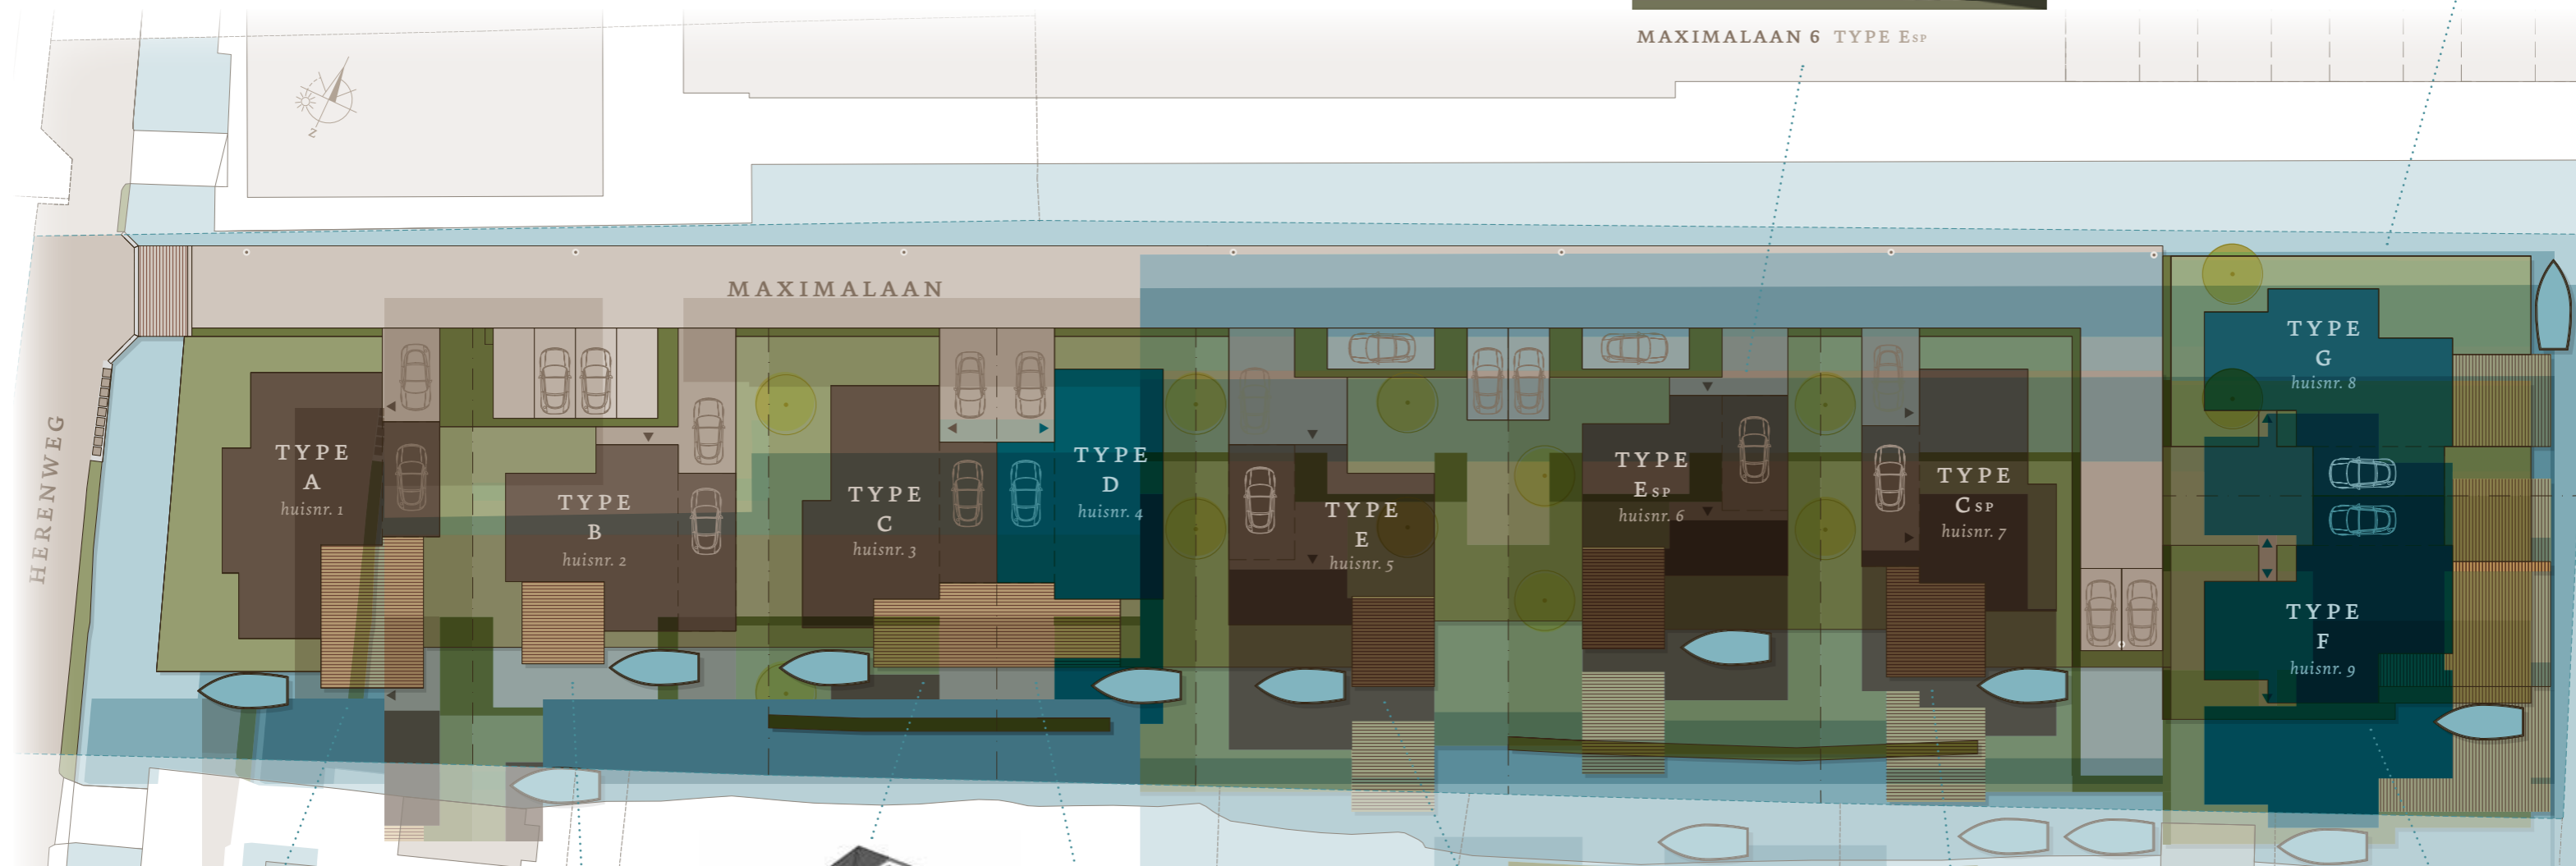 MAXIMALAAN 6 TYPE ESP
Z
MAXIMALAAN
HERENWEG
TYPE
A
huisnr. 1
TYPE
B
huisnr. 2
TYPE
C
huisnr. 3
TYPE
D
huisnr. 4
TYPE
E
huisnr. 5
TYPE
ESP
huisnr. 6
TYPE
CSP
huisnr. 7
TYPE
G
huisnr. 8
TYPE
F
huisnr. 9